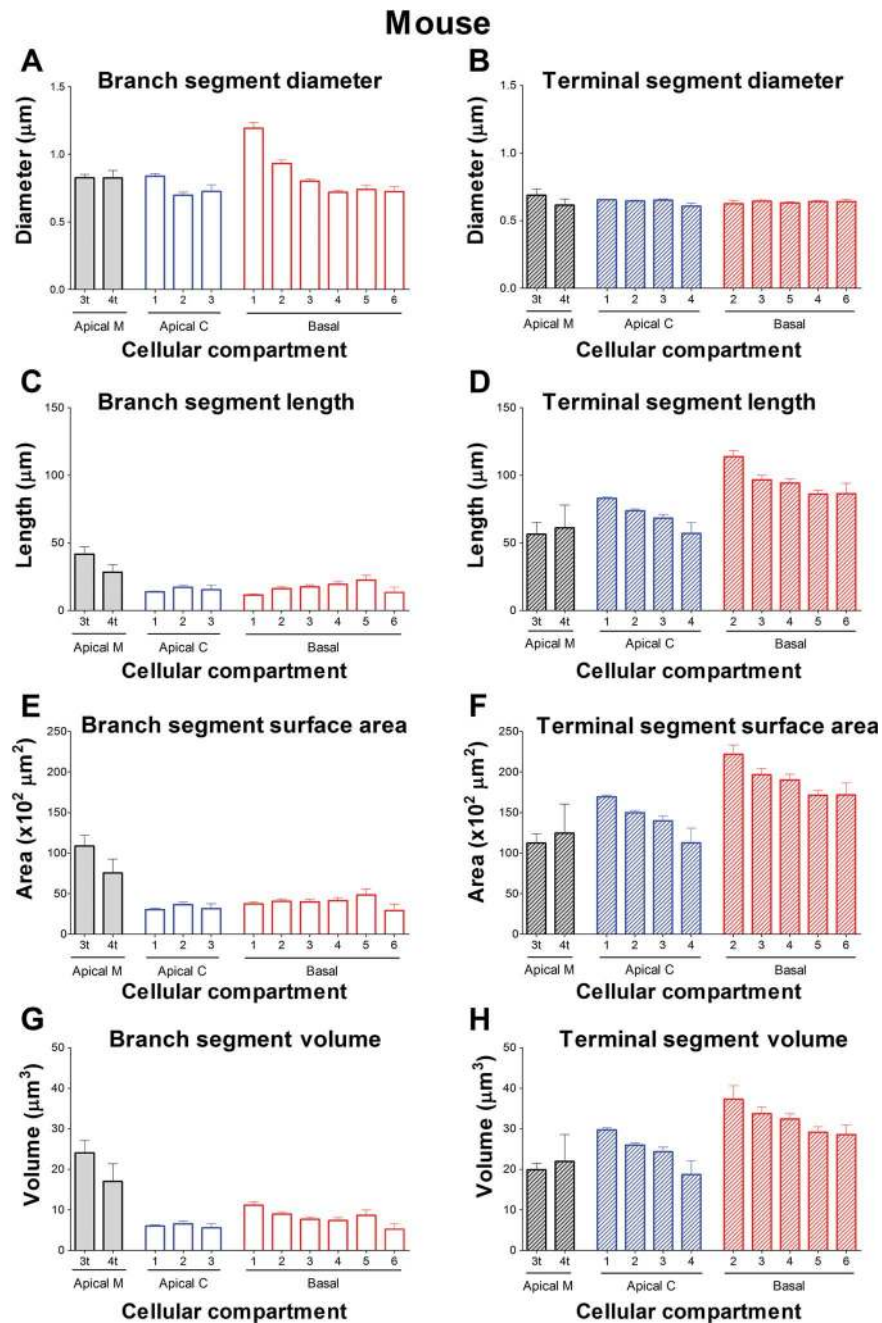 Mouse
A
Branch segment diameter
Diameter (μm)
1.5
1.0
0.5
0.0
3t 4t 1 2 3 1 2 3 4 5 6
Apical M Apical C Basal
Cellular compartment
B
Terminal segment diameter
Diameter (μm)
1.5
1.0
0.5
0.0
3t 4t 1 2 3 4 2 3 5 4 6
Apical M Apical C Basal
Cellular compartment
C
Branch segment length
Length (μm)
150
100
50
0
3t 4t 1 2 3 1 2 3 4 5 6
Apical M Apical C Basal
Cellular compartment
D
Terminal segment length
Length (μm)
150
100
50
0
3t 4t 1 2 3 4 2 3 4 5 6
Apical M Apical C Basal
Cellular compartment
E
Branch segment surface area
Area (x10² μm²)
250
200
150
100
50
0
3t 4t 1 2 3 1 2 3 4 5 6
Apical M Apical C Basal
Cellular compartment
F
Terminal segment surface area
Area (x10² μm²)
250
200
150
100
50
0
3t 4t 1 2 3 4 2 3 4 5 6
Apical M Apical C Basal
Cellular compartment
G
Branch segment volume
Volume (μm³)
50
40
30
20
10
0
3t 4t 1 2 3 1 2 3 4 5 6
Apical M Apical C Basal
Cellular compartment
H
Terminal segment volume
Volume (μm³)
50
40
30
20
10
0
3t 4t 1 2 3 4 2 3 4 5 6
Apical M Apical C Basal
Cellular compartment